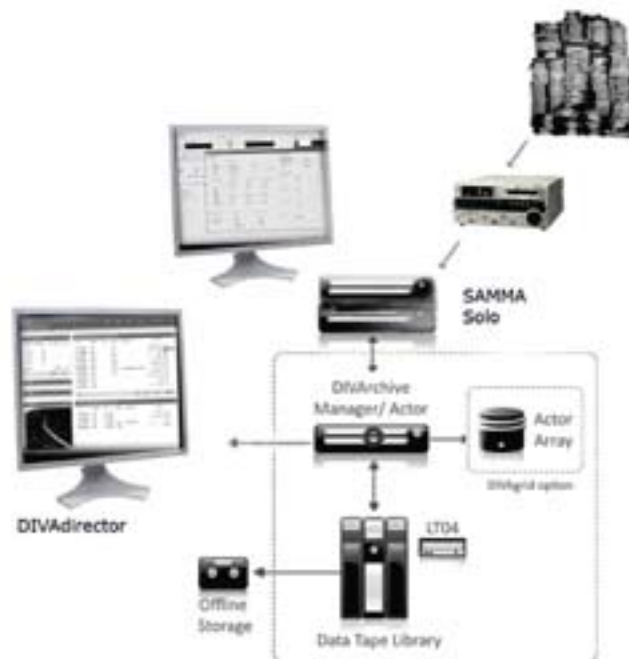 SAMMA
Solo
DIVArchive
Manager/ Actor
Actor
Array
DIVAgrid option
DIVAdirector
LTO4
Offline
Storage
Data Tape Library